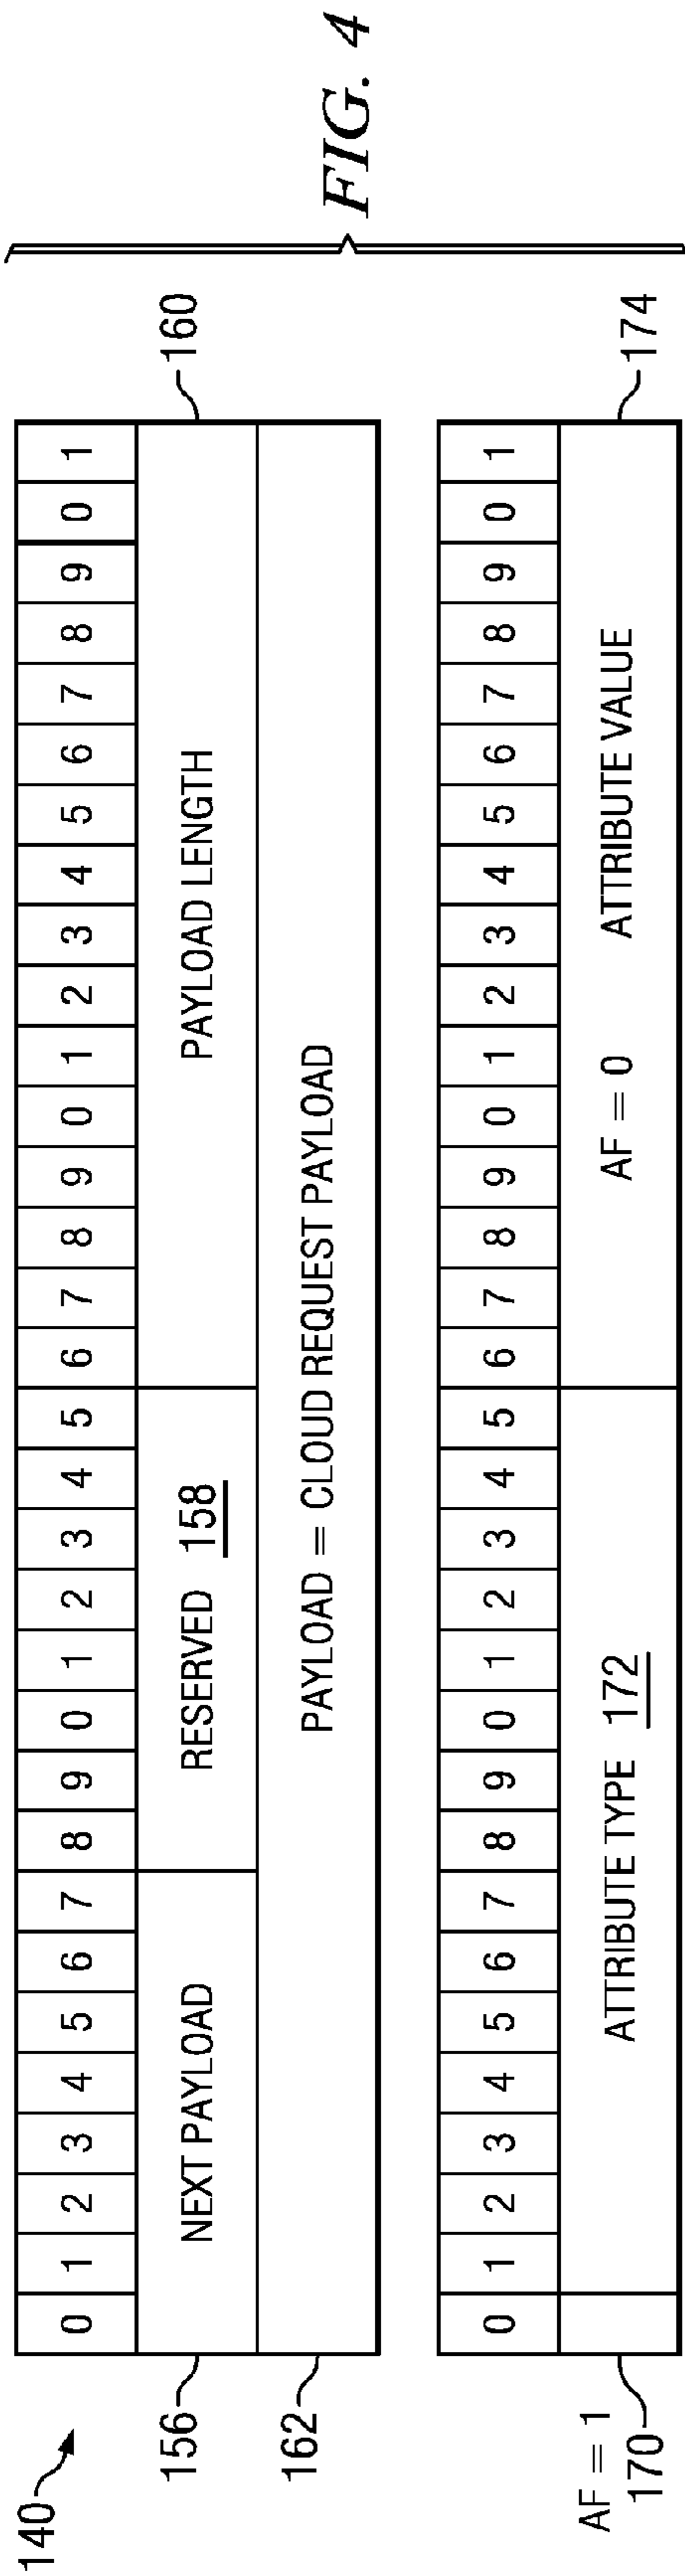 140
0 1 2 3 4 5 6 7 8 9 0 1 2 3 4 5 6 7 8 9 0 1 2 3 4 5 6 7 8 9 0 1
156 NEXT PAYLOAD RESERVED 158 PAYLOAD LENGTH 160
162 PAYLOAD = CLOUD REQUEST PAYLOAD
0 1 2 3 4 5 6 7 8 9 0 1 2 3 4 5 6 7 8 9 0 1 2 3 4 5 6 7 8 9 0 1
AF = 1
170 ATTRIBUTE TYPE 172 AF = 0 ATTRIBUTE VALUE 174
FIG. 4